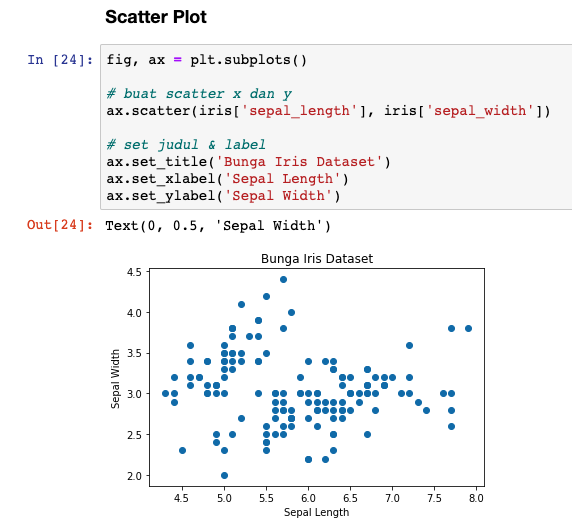 Scatter Plot
In [24]: fig, ax = plt.subplots()
# buat scatter x dan y
ax.scatter(iris['sepal_length'], iris['sepal_width'])
# set judul & label
ax.set_title('Bunga Iris Dataset')
ax.set_xlabel('Sepal Length')
ax.set_ylabel('Sepal Width')
Out[24]: Text(0, 0.5, 'Sepal Width')
Bunga Iris Dataset
4.5
4.0
3.5
3.0
2.5
2.0
Sepal Width
4.5 5.0 5.5 6.0 6.5 7.0 7.5 8.0
Sepal Length